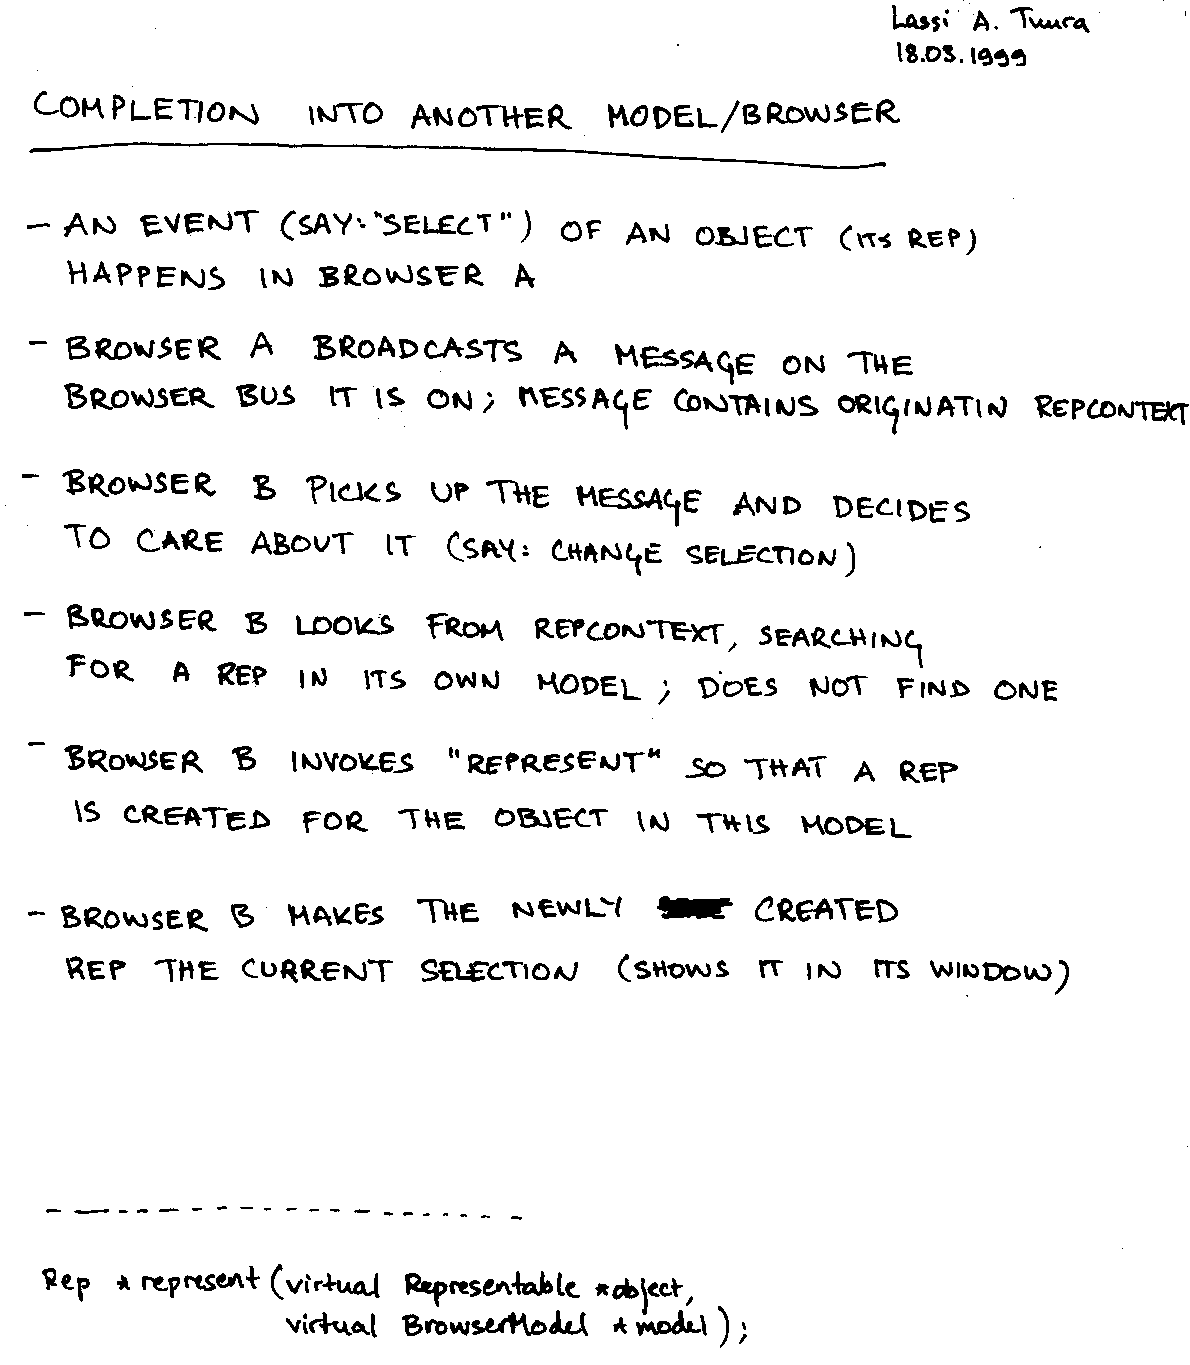 Lassi A. Tuura
18.03.1999
COMPLETION INTO ANOTHER MODEL/BROWSER
- AN EVENT (SAY: "SELECT") OF AN OBJECT (ITS REP)
HAPPENS IN BROWSER A
- BROWSER A BROADCASTS A MESSAGE ON THE
BROWSER BUS IT IS ON; MESSAGE CONTAINS ORIGINATIN REPCONTEXT
- BROWSER B PICKS UP THE MESSAGE AND DECIDES
TO CARE ABOUT IT (SAY: CHANGE SELECTION)
- BROWSER B LOOKS FROM REPCONTEXT, SEARCHING
FOR A REP IN ITS OWN MODEL; DOES NOT FIND ONE
- BROWSER B INVOKES "REPRESENT" SO THAT A REP
IS CREATED FOR THE OBJECT IN THIS MODEL
- BROWSER B MAKES THE NEWLY CREATED
REP THE CURRENT SELECTION (SHOWS IT IN ITS WINDOW)
Rep *represent (virtual Representable *object,
virtual BrowserModel *model);